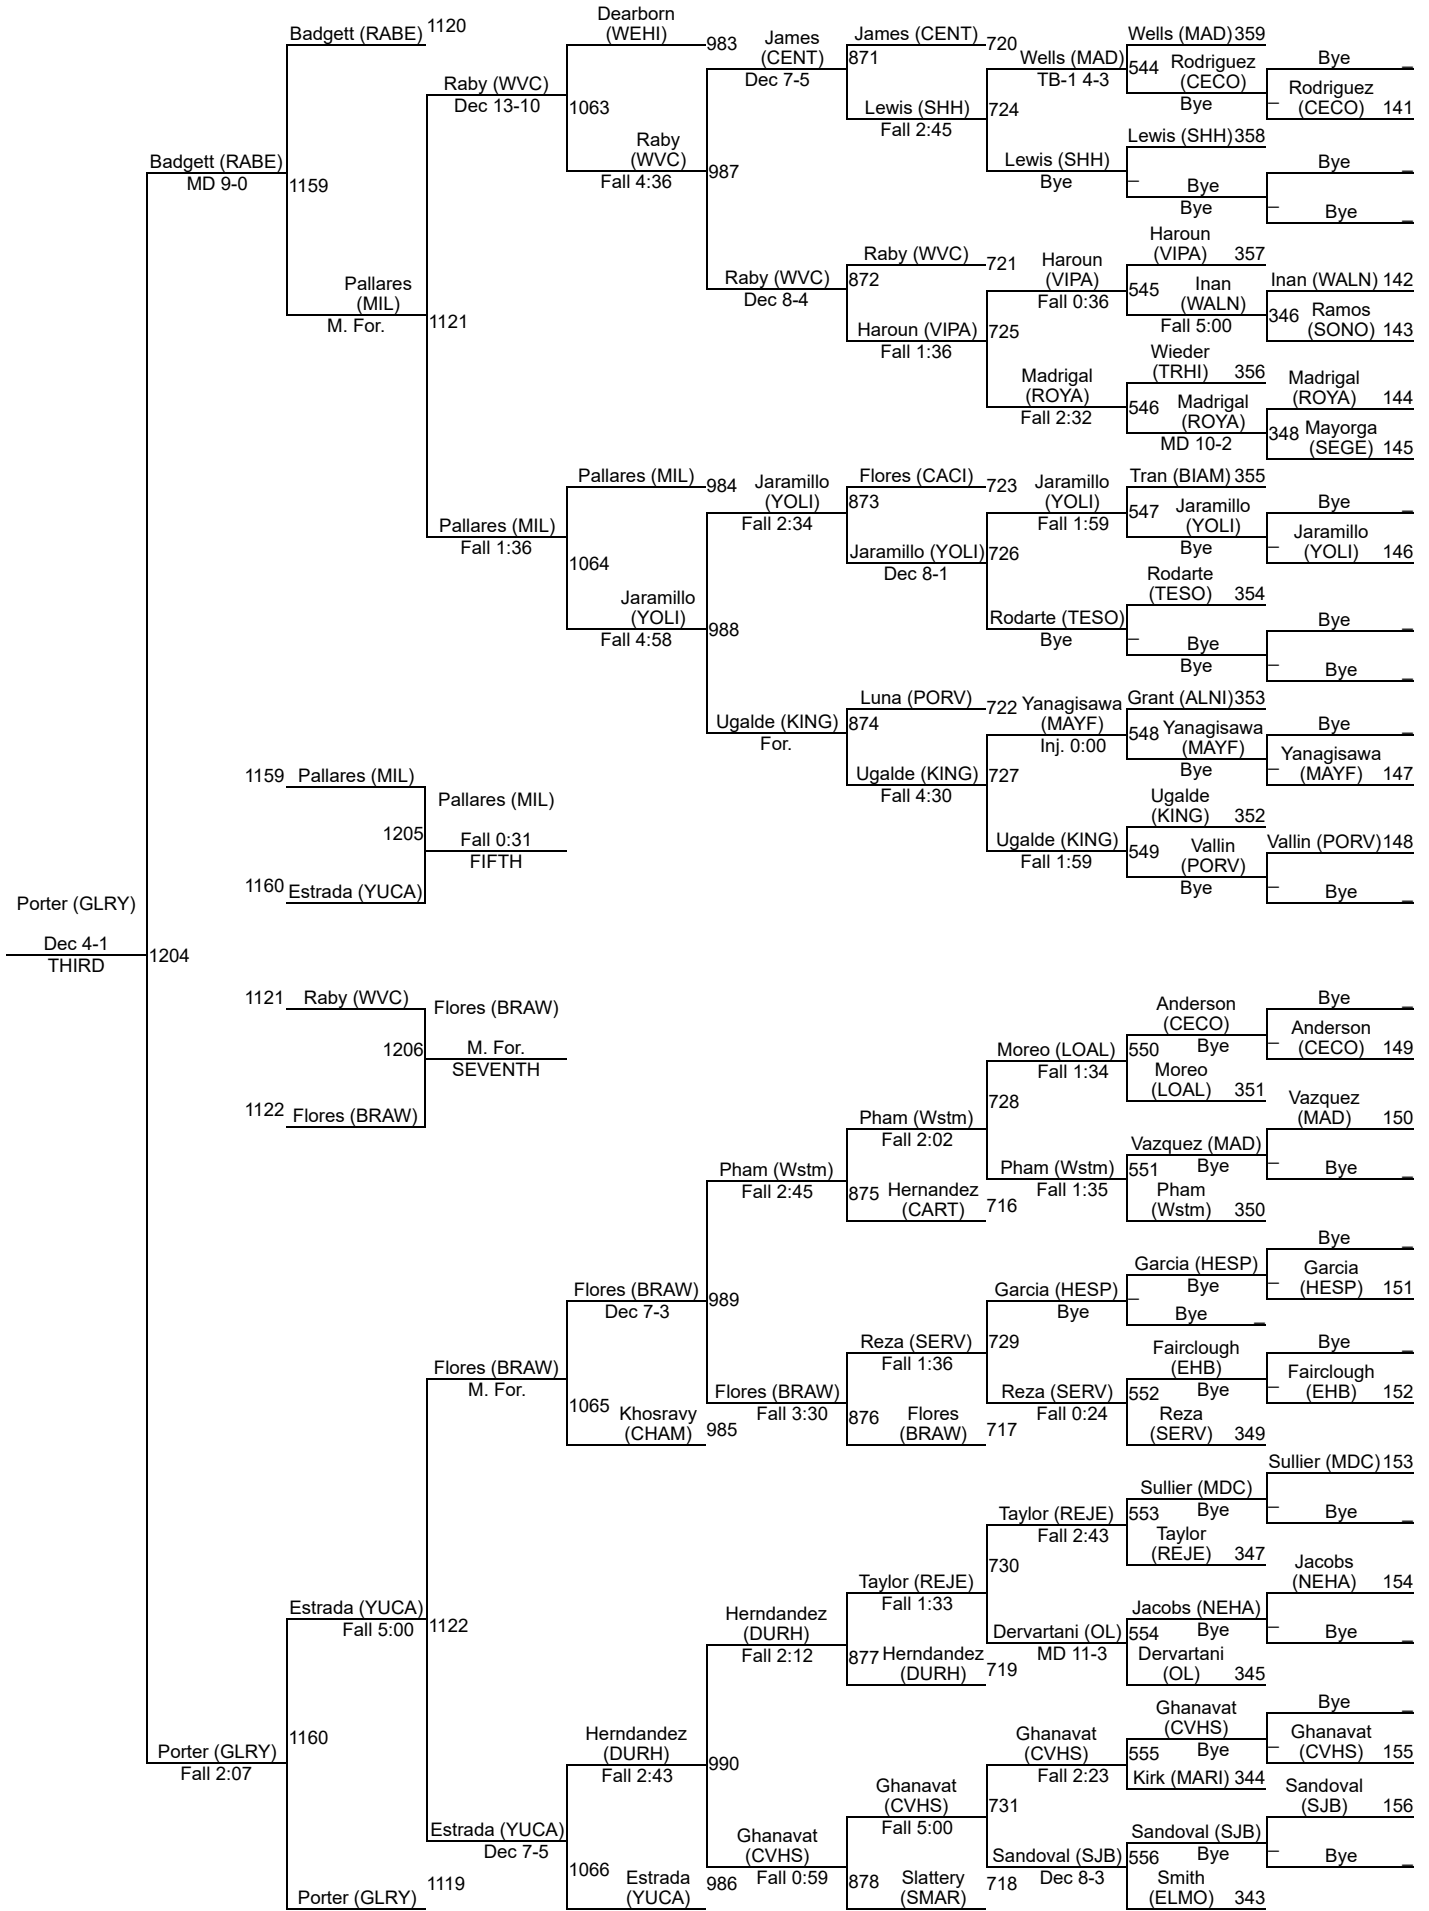 Badgett (RABE) 1120
Dearborn
(WEHI)
983
James
(CENT)
Dec 7-5
James (CENT) 720
871
Wells (MAD)
TB-1 4-3
Wells (MAD) 359
544
Rodriguez
(CECO)
Bye
Bye _
_
Rodriguez
(CECO) 141
Raby (WVC)
Dec 13-10
1063
Raby
(WVC)
Fall 4:36
987
Lewis (SHH)
Fall 2:45
724
Lewis (SHH)
Bye
Lewis (SHH) 358
_
Bye
Bye
Bye _
_
Bye _
Badgett (RABE)
MD 9-0
1159
Pallares
(MIL)
M. For.
1121
Raby (WVC)
Dec 8-4
Raby (WVC) 721
872
Haroun (VIPA)
Fall 1:36
725
Haroun
(VIPA)
Fall 0:36
Haroun
(VIPA) 357
545
Inan
(WALN)
Fall 5:00
Inan (WALN) 142
346
Ramos
(SONO) 143
Madrigal
(ROYA)
Fall 2:32
Wieder
(TRHI) 356
546
Madrigal
(ROYA)
MD 10-2
Madrigal
(ROYA) 144
348
Mayorga
(SEGE) 145
Pallares (MIL)
Fall 1:36
Pallares (MIL) 984
1064
Jaramillo
(YOLI)
Fall 4:58
988
Jaramillo
(YOLI)
Fall 2:34
Flores (CACI) 723
873
Jaramillo (YOLI)
Dec 8-1
726
Jaramillo
(YOLI)
Fall 1:59
Tran (BIAM) 355
547
Jaramillo
(YOLI)
Bye
Bye _
_
Jaramillo
(YOLI) 146
Rodarte (TESO)
Bye
Rodarte
(TESO) 354
_
Bye
Bye
Bye _
_
Bye _
Ugalde (KING)
For.
Luna (PORV) 722
874
Ugalde (KING)
Fall 4:30
727
Yanagisawa
(MAYF)
Inj. 0:00
Grant (ALNI) 353
548
Yanagisawa
(MAYF)
Bye
Bye _
_
Yanagisawa
(MAYF) 147
Ugalde (KING)
Fall 1:59
Ugalde
(KING) 352
549
Vallin
(PORV)
Bye
Vallin (PORV) 148
_
Bye _
1159 Pallares (MIL)
1205
1160 Estrada (YUCA)
Pallares (MIL)
Fall 0:31
FIFTH
Porter (GLRY)
Dec 4-1
THIRD
1204
1121 Raby (WVC)
1206
1122 Flores (BRAW)
Flores (BRAW)
M. For.
SEVENTH
Pham (Wstm)
Fall 2:45
Pham (Wstm)
Fall 2:02
875
Hernandez
(CART) 716
728
Moreo (LOAL)
Fall 1:34
Anderson
(CECO)
550
Bye
Moreo
(LOAL) 351
Bye _
_
Anderson
(CECO) 149
Pham (Wstm)
Fall 1:35
Vazquez (MAD)
551
Bye
Pham
(Wstm) 350
Vazquez
(MAD) 150
_
Bye _
Flores (BRAW)
Dec 7-3
989
Flores (BRAW)
Fall 3:30
Reza (SERV)
Fall 1:36
876
Flores
(BRAW) 717
729
Garcia (HESP)
Bye
Garcia (HESP)
_
Bye
Bye _
Bye _
_
Garcia
(HESP) 151
Reza (SERV)
Fall 0:24
Fairclough
(EHB)
552
Bye
Reza
(SERV) 349
Bye _
_
Fairclough
(EHB) 152
Flores (BRAW)
M. For.
1065
Khosravy
(CHAM) 985
Estrada (YUCA)
Fall 5:00
1122
Herndandez
(DURH)
Fall 2:12
Taylor (REJE)
Fall 1:33
877
Herndandez
(DURH) 719
730
Taylor (REJE)
Fall 2:43
Sullier (MDC)
553
Bye
Taylor
(REJE) 347
Sullier (MDC) 153
_
Bye _
Dervartani (OL)
MD 11-3
Jacobs (NEHA)
554
Bye
Dervartani
(OL) 345
Jacobs
(NEHA) 154
_
Bye _
Porter (GLRY)
Fall 2:07
1160
Porter (GLRY) 1119
Estrada (YUCA)
Dec 7-5
Herndandez
(DURH)
Fall 2:43
1066
Estrada
(YUCA) 986
990
Ghanavat
(CVHS)
Fall 0:59
Ghanavat
(CVHS)
Fall 5:00
878
Slattery
(SMAR) 718
731
Ghanavat
(CVHS)
Fall 2:23
Ghanavat
(CVHS)
555
Bye
Kirk (MARI) 344
Bye _
_
Ghanavat
(CVHS) 155
Sandoval (SJB)
Dec 8-3
Sandoval (SJB)
556
Bye
Smith
(ELMO) 343
Sandoval
(SJB) 156
_
Bye _